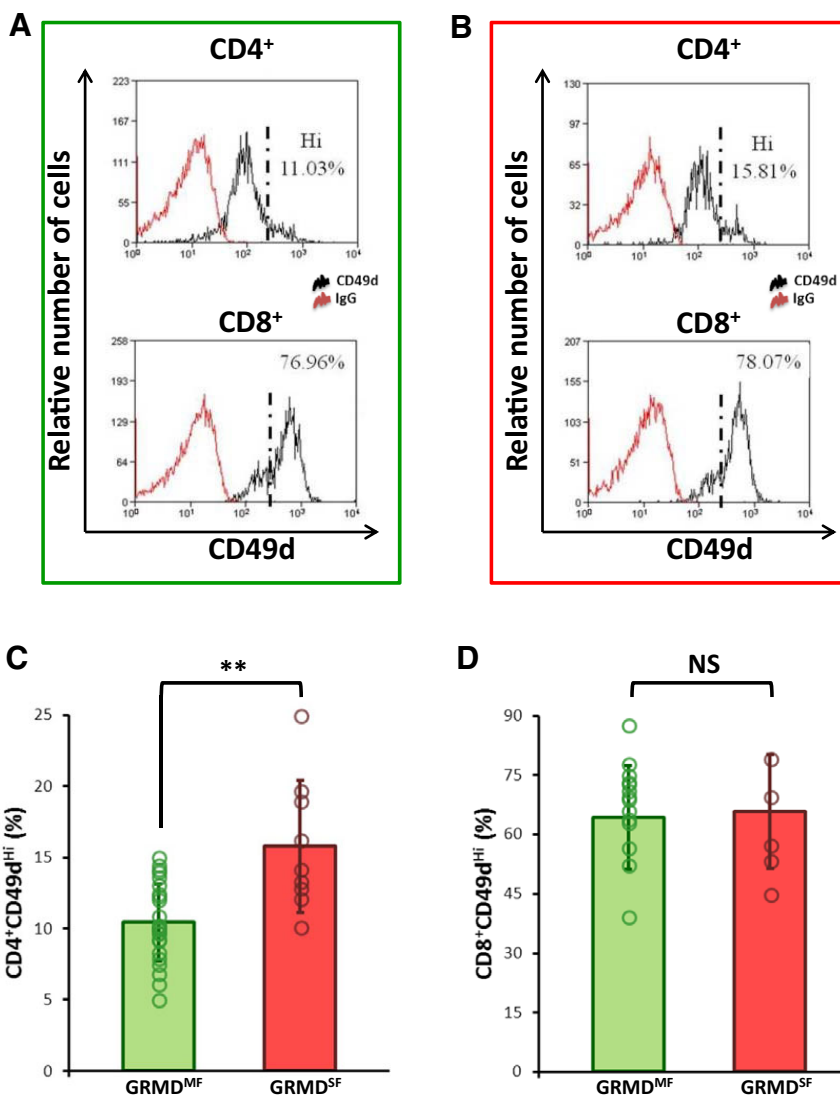 A
CD4⁺
223
167
111
55
0
Hi
11.03%
10⁰ 10¹ 10² 10³ 10⁴
CD49d
IgG
CD8⁺
258
193
129
64
0
76.96%
10⁰ 10¹ 10² 10³ 10⁴
Relative number of cells
CD49d
B
CD4⁺
130
97
65
32
0
Hi
15.81%
10⁰ 10¹ 10² 10³ 10⁴
CD49d
IgG
CD8⁺
207
155
103
51
0
78.07%
10⁰ 10¹ 10² 10³ 10⁴
Relative number of cells
CD49d
C
**
25
20
15
10
5
0
CD4⁺CD49dᴴⁱ (%)
GRMDᴹᶠ
GRMDˢᶠ
D
NS
90
75
60
45
30
15
0
CD8⁺CD49dᴴⁱ (%)
GRMDᴹᶠ
GRMDˢᶠ